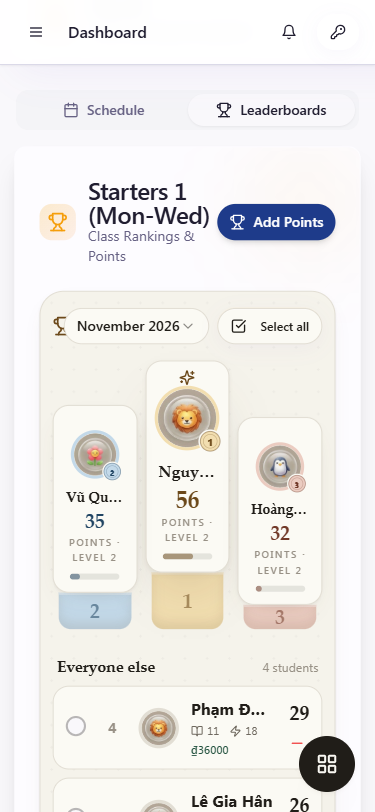 Dashboard
Schedule
Leaderboards
Starters 1
(Mon-Wed)
Class Rankings &
Points
Add Points
November 2026
Select all
2
Vũ Qu...
35
POINTS ·
LEVEL 2
2
1
Nguy...
56
POINTS ·
LEVEL 2
1
3
Hoàng...
32
POINTS ·
LEVEL 2
3
Everyone else
4 students
4
Phạm Đ...
11
18
₫36000
29
Lê Gia Hân
26